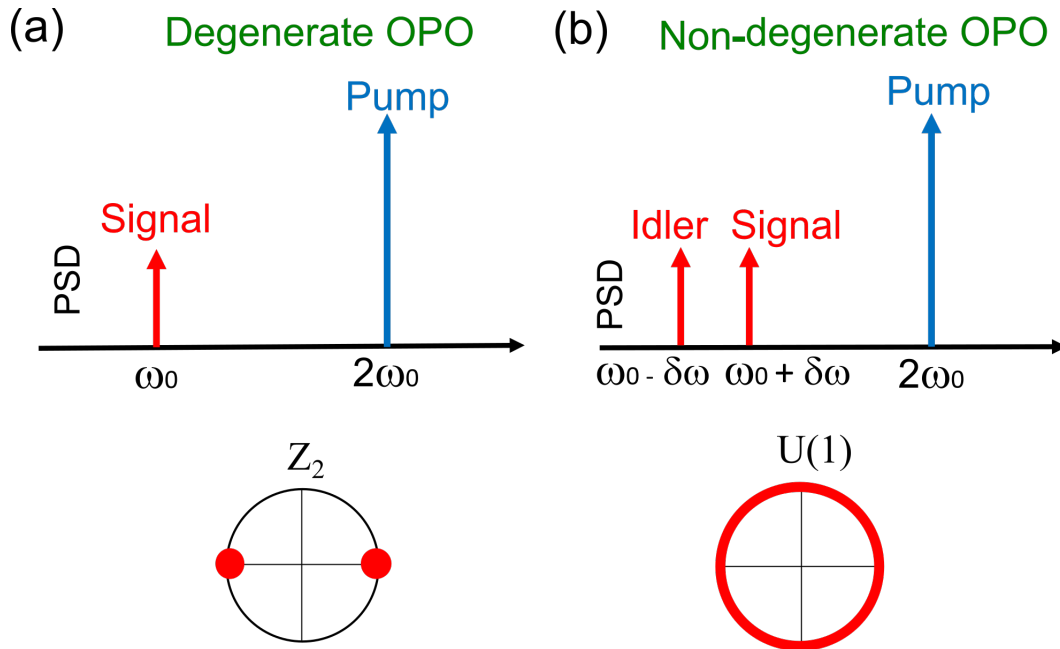 (a) Degenerate OPO
Pump
Signal
PSD
ω₀
2ω₀
Z₂
(b) Non-degenerate OPO
Pump
Idler Signal
PSD
ω₀ - δω ω₀ + δω 2ω₀
U(1)